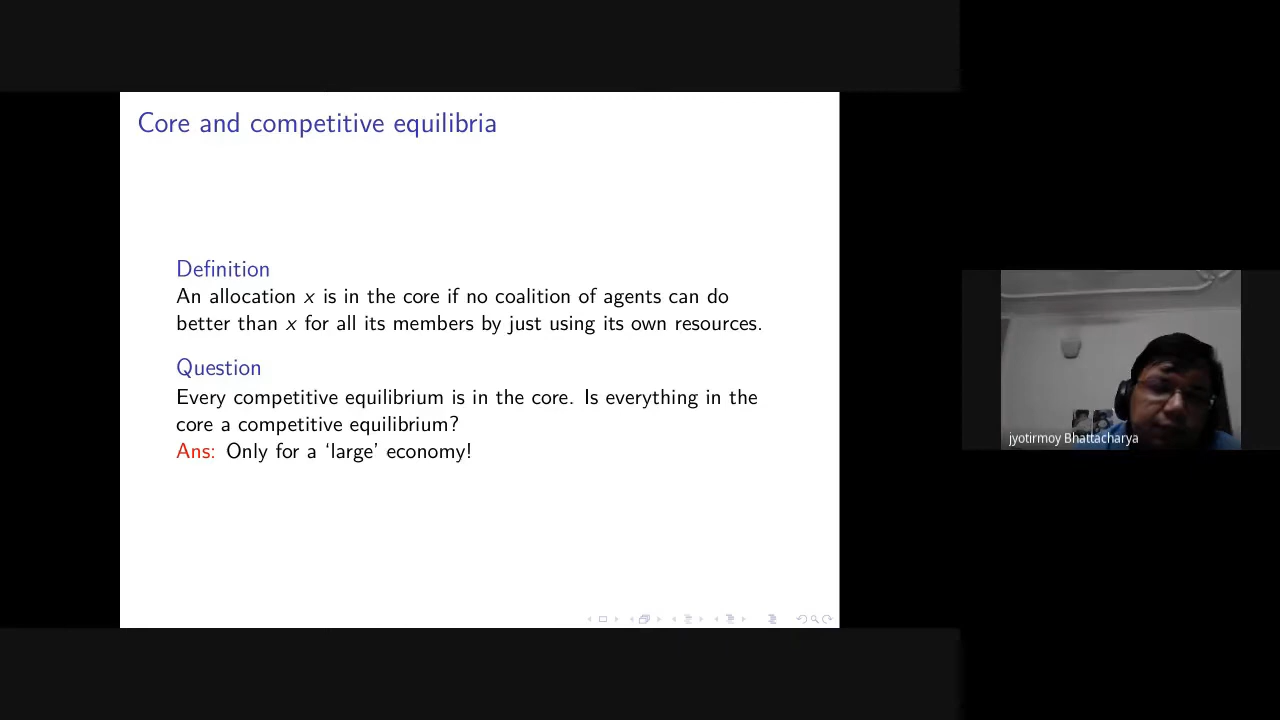 Core and competitive equilibria
Definition
An allocation x is in the core if no coalition of agents can do
better than x for all its members by just using its own resources.
Question
Every competitive equilibrium is in the core. Is everything in the
core a competitive equilibrium?
Ans: Only for a ‘large’ economy!
jyotirmoy Bhattacharya